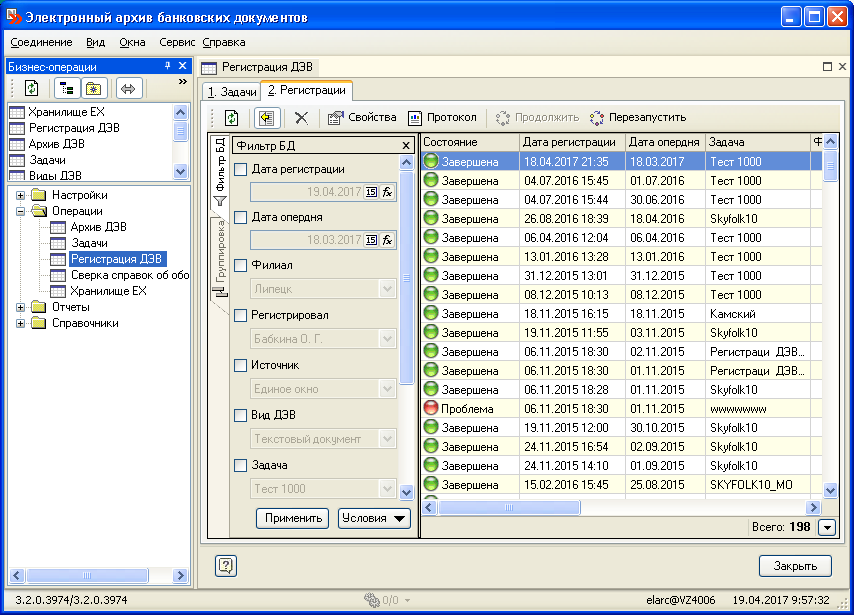 Электронный архив банковских документов
Соединение Вид Окна Сервис Справка
Бизнес-операции
Хранилище ЕХ
Регистрация ДЭВ
Архив ДЭВ
Задачи
Виды ДЭВ
Настройки
Операции
Архив ДЭВ
Задачи
Регистрация ДЭВ
Сверка справок об обо
Хранилище ЕХ
Отчеты
Справочники
Регистрация ДЭВ
1. Задачи 2. Регистрации
Свойства Протокол Продолжить Перезапустить
Фильтр БД
Группировка
Фильтр БД
Дата регистрации
19.04.2017 15 fx
Дата опердня
18.03.2017 15 fx
Филиал
Липецк
Регистрировал
Бабкина О. Г.
Источник
Единое окно
Вид ДЭВ
Текстовый документ
Задача
Тест 1000
Применить Условия
Состояние Дата регистрации Дата опердня Задача Ф
Завершена 18.04.2017 21:35 18.03.2017 Тест 1000
Завершена 04.07.2016 15:45 01.07.2016 Тест 1000
Завершена 04.07.2016 15:44 30.06.2016 Тест 1000
Завершена 26.08.2016 18:39 18.04.2016 Skyfolk10
Завершена 06.04.2016 12:04 06.04.2016 Тест 1000
Завершена 13.01.2016 13:28 13.01.2016 Тест 1000
Завершена 31.12.2015 13:01 31.12.2015 Тест 1000
Завершена 08.12.2015 10:13 08.12.2015 Тест 1000
Завершена 18.11.2015 16:15 18.11.2015 Камский
Завершена 19.11.2015 11:55 03.11.2015 Skyfolk10
Завершена 06.11.2015 18:30 02.11.2015 Регистраци ДЭВ...
Завершена 06.11.2015 18:30 01.11.2015 Регистраци ДЭВ...
Завершена 06.11.2015 18:28 01.11.2015 Skyfolk10
Проблема 06.11.2015 18:30 01.11.2015 wwwwwww
Завершена 19.11.2015 12:00 30.10.2015 Skyfolk10
Завершена 24.11.2015 16:54 02.09.2015 Skyfolk10
Завершена 24.11.2015 14:10 01.09.2015 Skyfolk10
Завершена 15.02.2016 15:45 25.08.2015 SKYFOLK10_MO
Всего: 198
Закрыть
3.2.0.3974/3.2.0.3974 0/0 elarc@VZ4006 19.04.2017 9:57:32